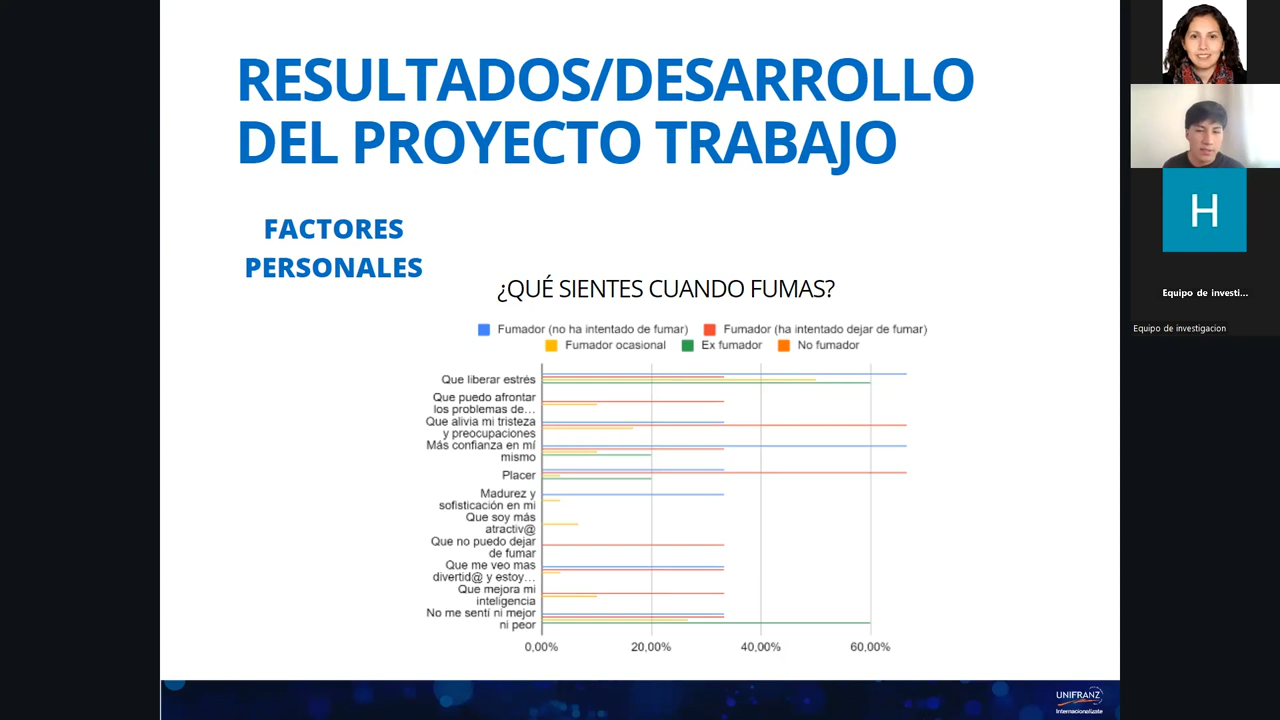 RESULTADOS/DESARROLLO
DEL PROYECTO TRABAJO
FACTORES
PERSONALES
¿QUÉ SIENTES CUANDO FUMAS?
Fumador (no ha intentado de fumar)
Fumador (ha intentado dejar de fumar)
Fumador ocasional
Ex fumador
No fumador
Que liberar estrés
Que puedo afrontar
los problemas de...
Que alivia mi tristeza
y preocupaciones
Más confianza en mí
mismo
Placer
Madurez y
sofisticación en mi
Que soy más
atractiv@
Que no puedo dejar
de fumar
Que me veo mas
divertid@ y estoy...
Que mejora mi
inteligencia
No me sentí ni mejor
ni peor
0,00%
20,00%
40,00%
60,00%
UNIFRANZ
Internacionalízate
H
Equipo de investi...
Equipo de investigacion